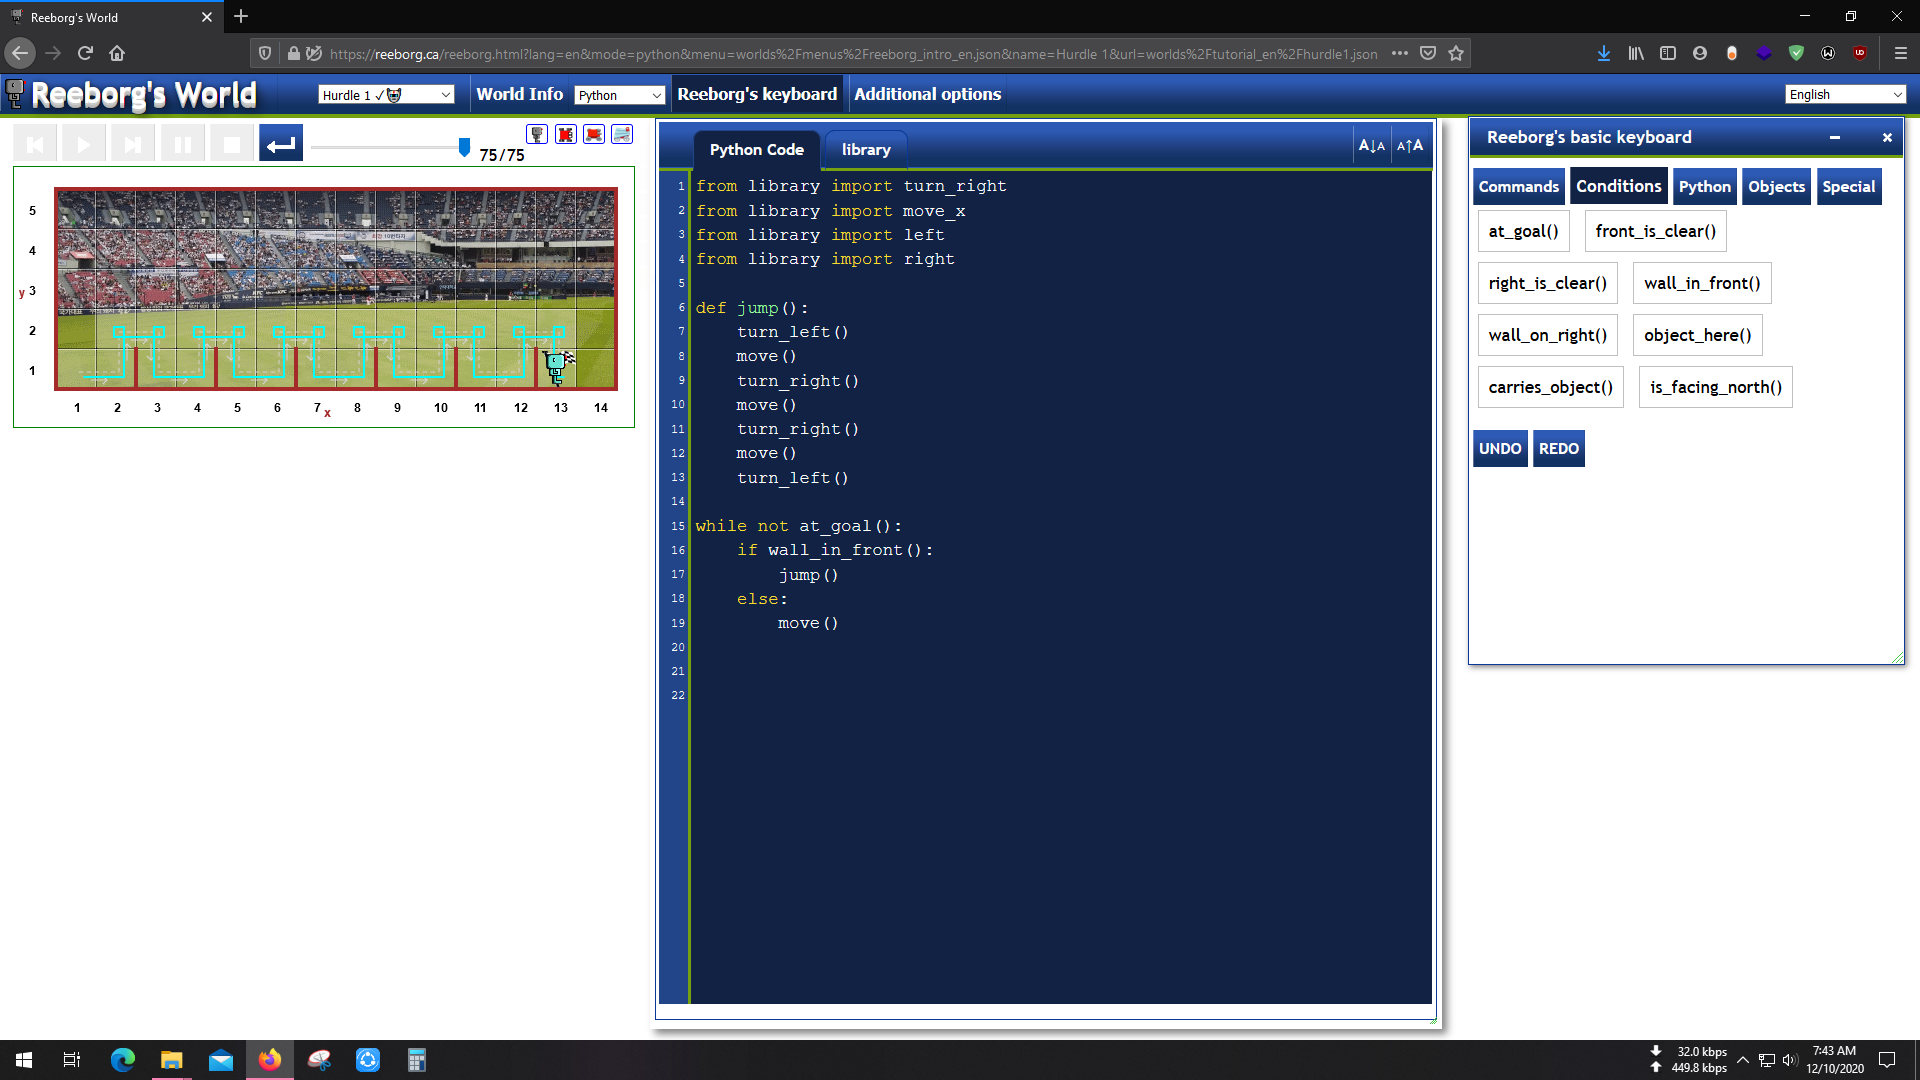 Reeborg's World
https://reeborg.ca/reeborg.html?lang=en&mode=python&menu=worlds%2Fmenus%2Freeborg_intro_en.json&name=Hurdle 1&url=worlds%2Ftutorial_en%2Fhurdle1.json
Reeborg's World
Hurdle 1 ✓
World Info
Python
Reeborg's keyboard
Additional options
English
75/75
5
4
y 3
2
1
1 2 3 4 5 6 7 x 8 9 10 11 12 13 14
Python Code
library
A↓A
A↑A
1 from library import turn_right
2 from library import move_x
3 from library import left
4 from library import right
5
6 def jump():
7     turn_left()
8     move()
9     turn_right()
10     move()
11     turn_right()
12     move()
13     turn_left()
14
15 while not at_goal():
16     if wall_in_front():
17         jump()
18     else:
19         move()
20
21
22
Reeborg's basic keyboard
Commands Conditions Python Objects Special
at_goal() front_is_clear()
right_is_clear() wall_in_front()
wall_on_right() object_here()
carries_object() is_facing_north()
UNDO REDO
32.0 kbps
449.8 kbps
7:43 AM
12/10/2020